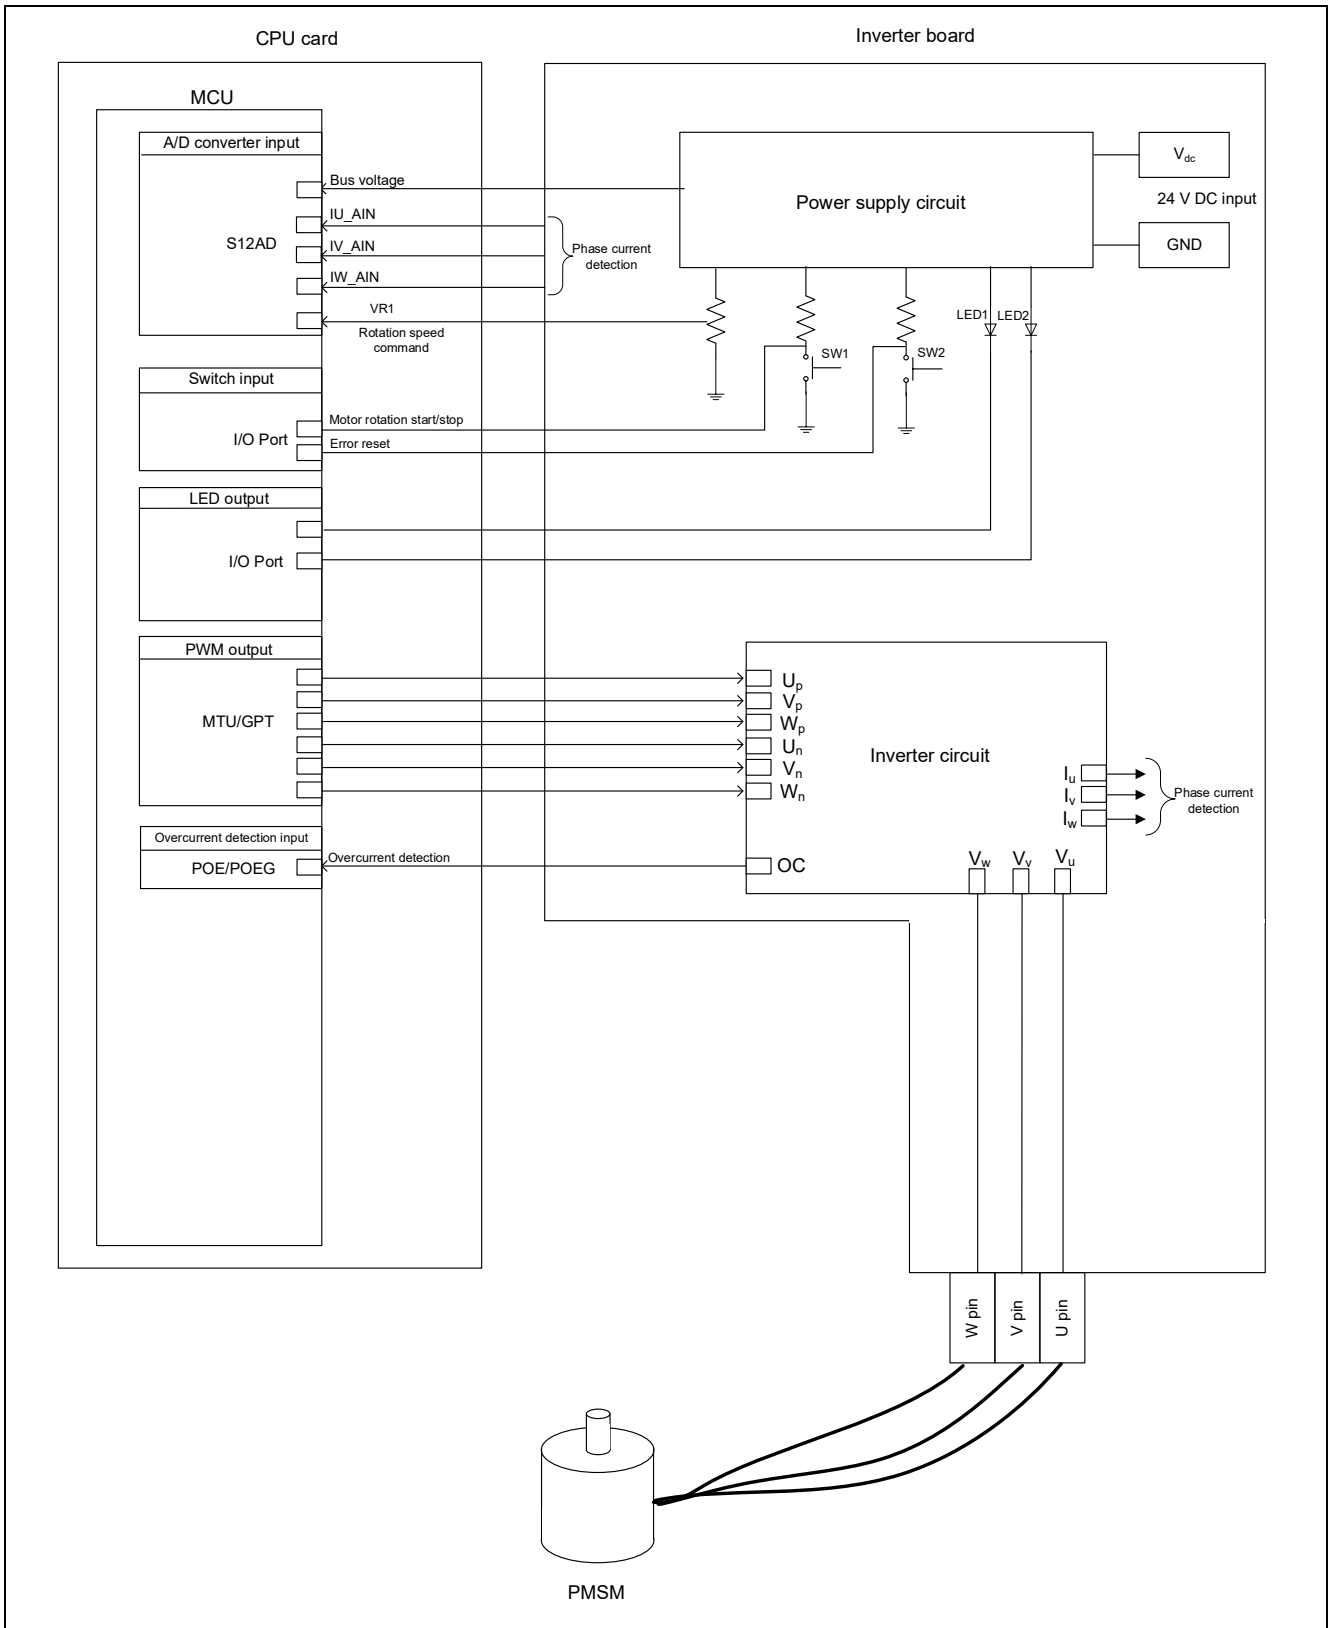 CPU card
Inverter board
MCU
A/D converter input
S12AD
Bus voltage
IU_AIN
IV_AIN
IW_AIN
Phase current
detection
VR1
Rotation speed
command
Power supply circuit
Vdc
24 V DC input
GND
LED1
LED2
SW1
SW2
Switch input
I/O Port
Motor rotation start/stop
Error reset
LED output
I/O Port
PWM output
MTU/GPT
Up
Vp
Wp
Un
Vn
Wn
Inverter circuit
Iu
Iv
Iw
Phase current
detection
Overcurrent detection input
POE/POEG
Overcurrent detection
OC
Vw
Vv
Vu
W pin
V pin
U pin
PMSM